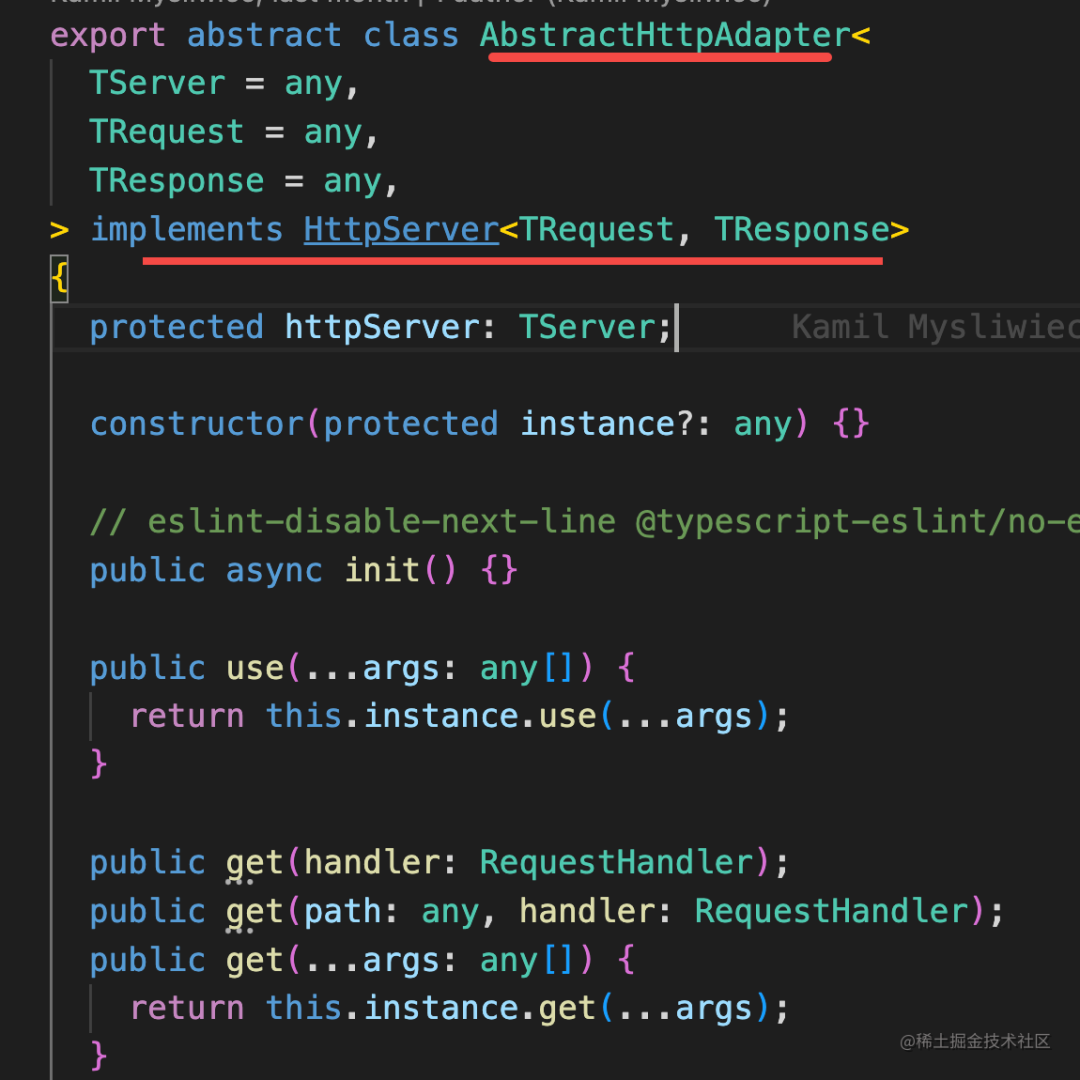 export abstract class AbstractHttpAdapter<
TServer = any,
TRequest = any,
TResponse = any,
> implements HttpServer<TRequest, TResponse>
{
protected httpServer: TServer; Kamil Mysliwiec
constructor(protected instance?: any) {}
// eslint-disable-next-line @typescript-eslint/no-e
public async init() {}
public use(...args: any[]) {
return this.instance.use(...args);
}
public get(handler: RequestHandler);
public get(path: any, handler: RequestHandler);
public get(...args: any[]) {
return this.instance.get(...args);
}
@稀土掘金技术社区